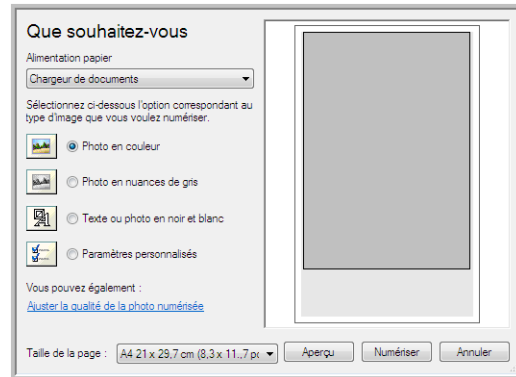 Que souhaitez-vous
Alimentation papier
Chargeur de documents
Sélectionnez ci-dessous l'option correspondant au
type d'image que vous voulez numériser.
Photo en couleur
Photo en nuances de gris
Texte ou photo en noir et blanc
Paramètres personnalisés
Vous pouvez également :
Ajuster la qualité de la photo numérisée
Taille de la page : A4 21 x 29,7 cm (8,3 x 11.,7 po Aperçu Numériser Annuler